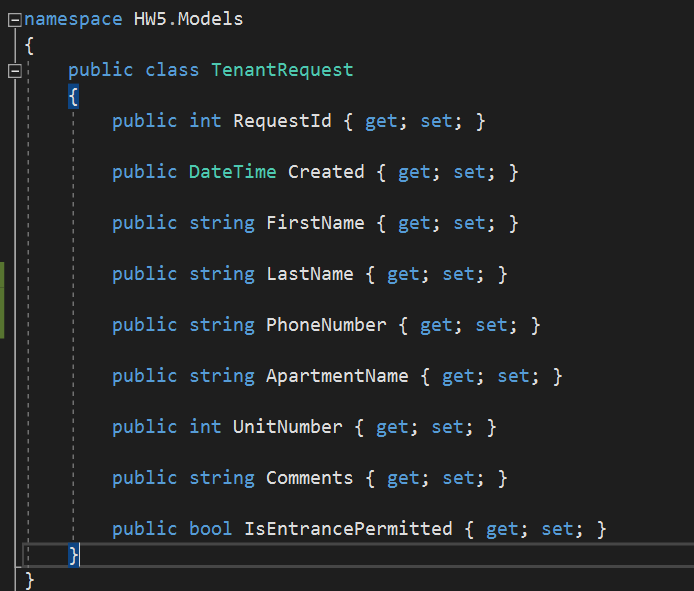 namespace HW5.Models
{
public class TenantRequest
{
public int RequestId { get; set; }
public DateTime Created { get; set; }
public string FirstName { get; set; }
public string LastName { get; set; }
public string PhoneNumber { get; set; }
public string ApartmentName { get; set; }
public int UnitNumber { get; set; }
public string Comments { get; set; }
public bool IsEntrancePermitted { get; set; }
}
}